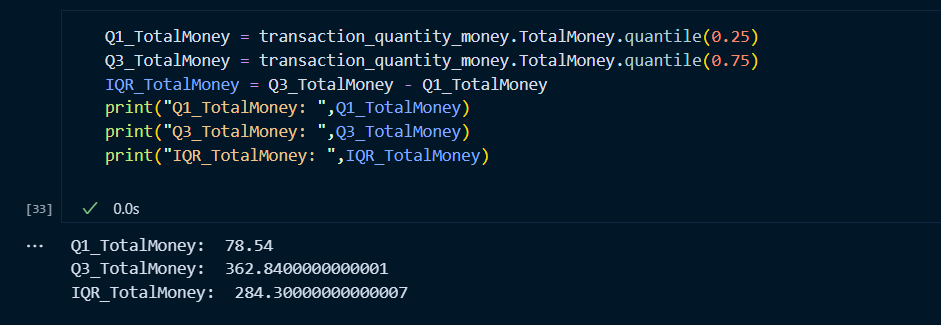 Q1_TotalMoney = transaction_quantity_money.TotalMoney.quantile(0.25)
Q3_TotalMoney = transaction_quantity_money.TotalMoney.quantile(0.75)
IQR_TotalMoney = Q3_TotalMoney - Q1_TotalMoney
print("Q1_TotalMoney: ",Q1_TotalMoney)
print("Q3_TotalMoney: ",Q3_TotalMoney)
print("IQR_TotalMoney: ",IQR_TotalMoney)
[33] ✓ 0.0s
... Q1_TotalMoney:  78.54
Q3_TotalMoney:  362.8400000000001
IQR_TotalMoney:  284.30000000000007